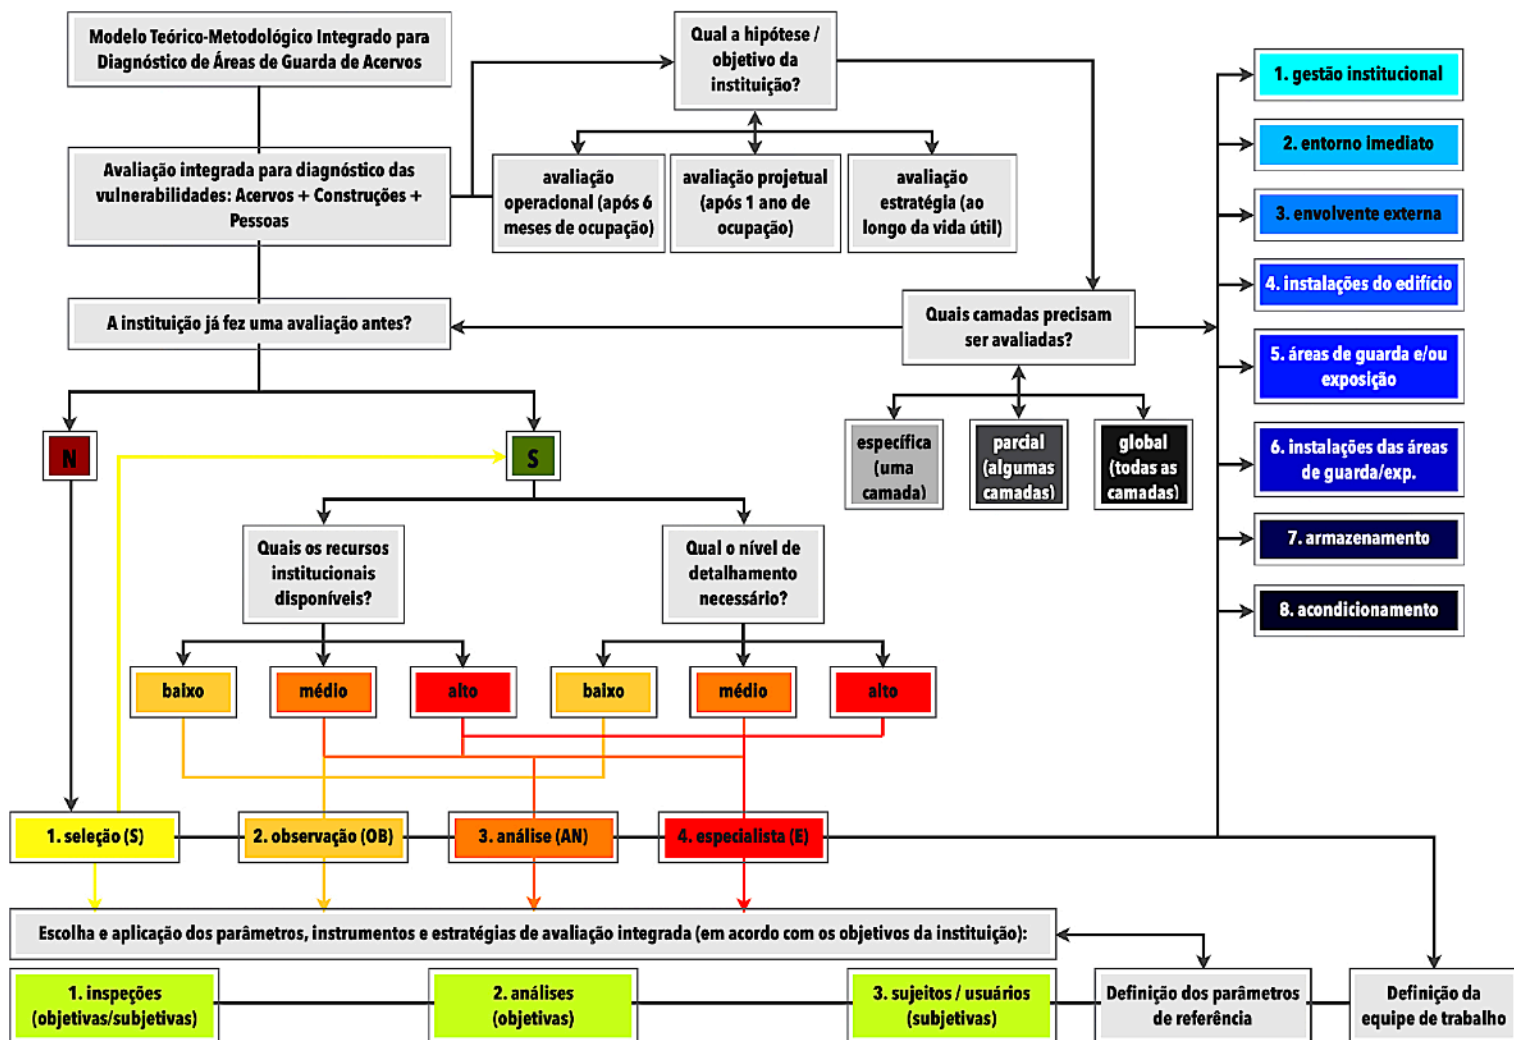 Modelo Teórico-Metodológico Integrado para
Diagnóstico de Áreas de Guarda de Acervos
Qual a hipótese /
objetivo da
instituição?
1. gestão institucional
2. entorno imediato
3. envolvente externa
4. instalações do edifício
5. áreas de guarda e/ou
exposição
6. instalações das áreas
de guarda/exp.
7. armazenamento
8. acondicionamento
Avaliação integrada para diagnóstico das
vulnerabilidades: Acervos + Construções +
Pessoas
avaliação
operacional (após 6
meses de ocupação)
avaliação projetual
(após 1 ano de
ocupação)
avaliação
estratégia (ao
longo da vida útil)
A instituição já fez uma avaliação antes?
Quais camadas precisam
ser avaliadas?
N
S
específica
(uma
camada)
parcial
(algumas
camadas)
global
(todas as
camadas)
Quais os recursos
institucionais
disponíveis?
Qual o nível de
detalhamento
necessário?
baixo
médio
alto
baixo
médio
alto
1. seleção (S)
2. observação (OB)
3. análise (AN)
4. especialista (E)
Escolha e aplicação dos parâmetros, instrumentos e estratégias de avaliação integrada (em acordo com os objetivos da instituição):
1. inspeções
(objetivas/subjetivas)
2. análises
(objetivas)
3. sujeitos / usuários
(subjetivas)
Definição dos parâmetros
de referência
Definição da
equipe de trabalho